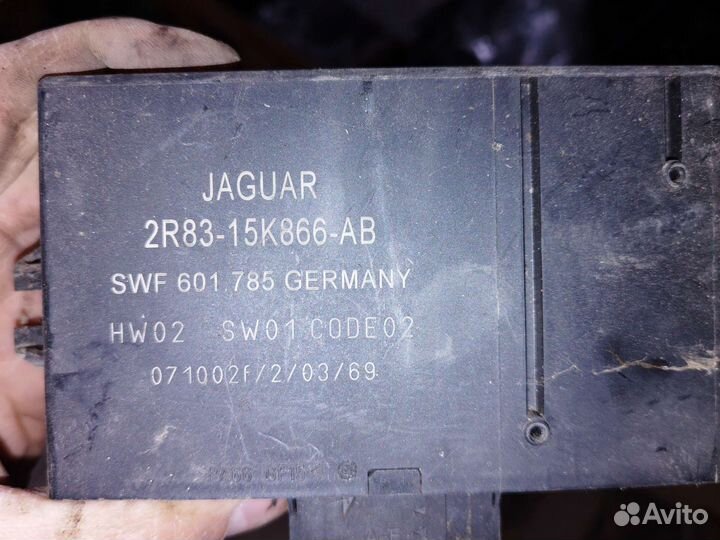 JAGUAR
2R83-15K866-AB
SWF 601.785 GERMANY
HW02 SW01 CODE02
071002F/2/03/69
Avito